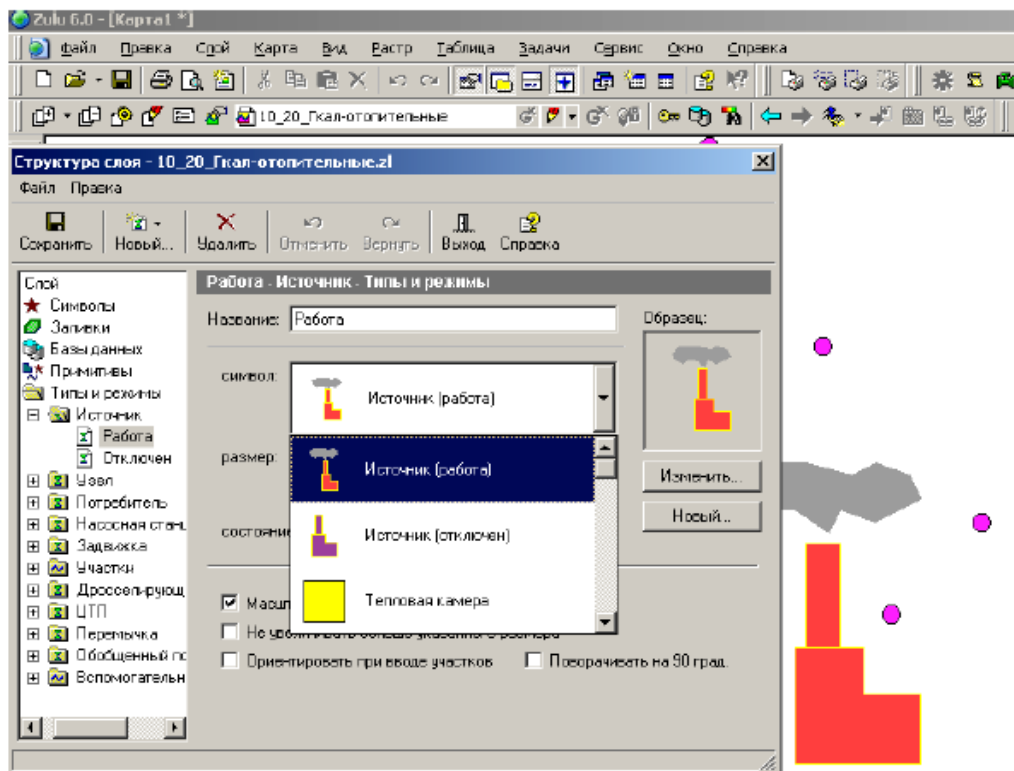 Zulu 6.0 - [Карта1 *]
Файл Правка Слой Карта Вид Растр Таблица Задачи Сервис Окно Справка
10_20_Гкал-отопительные
Структура слоя - 10_20_Гкал-отопительные.zl
Файл Правка
Сохранить Новый... Удалить Отменить Вернуть Выход Справка
Слой
Символы
Заливки
Базы данных
Примитивы
Типы и режимы
Источник
Работа
Отключен
Узел
Потребитель
Насосная станц
Задвижка
Участки
Дросселирующ
ЦТП
Перемычка
Обобщенный по
Вспомогательн
Работа - Источник - Типы и режимы
Название: Работа
Образец:
символ: Источник (работа)
размер: Источник (работа)
Изменить...
Новый...
состояние Источник (отключен)
Тепловая камера
Масшт
Не увеличивать больше указанного размера
Ориентировать при вводе участков Поворачивать на 90 град.